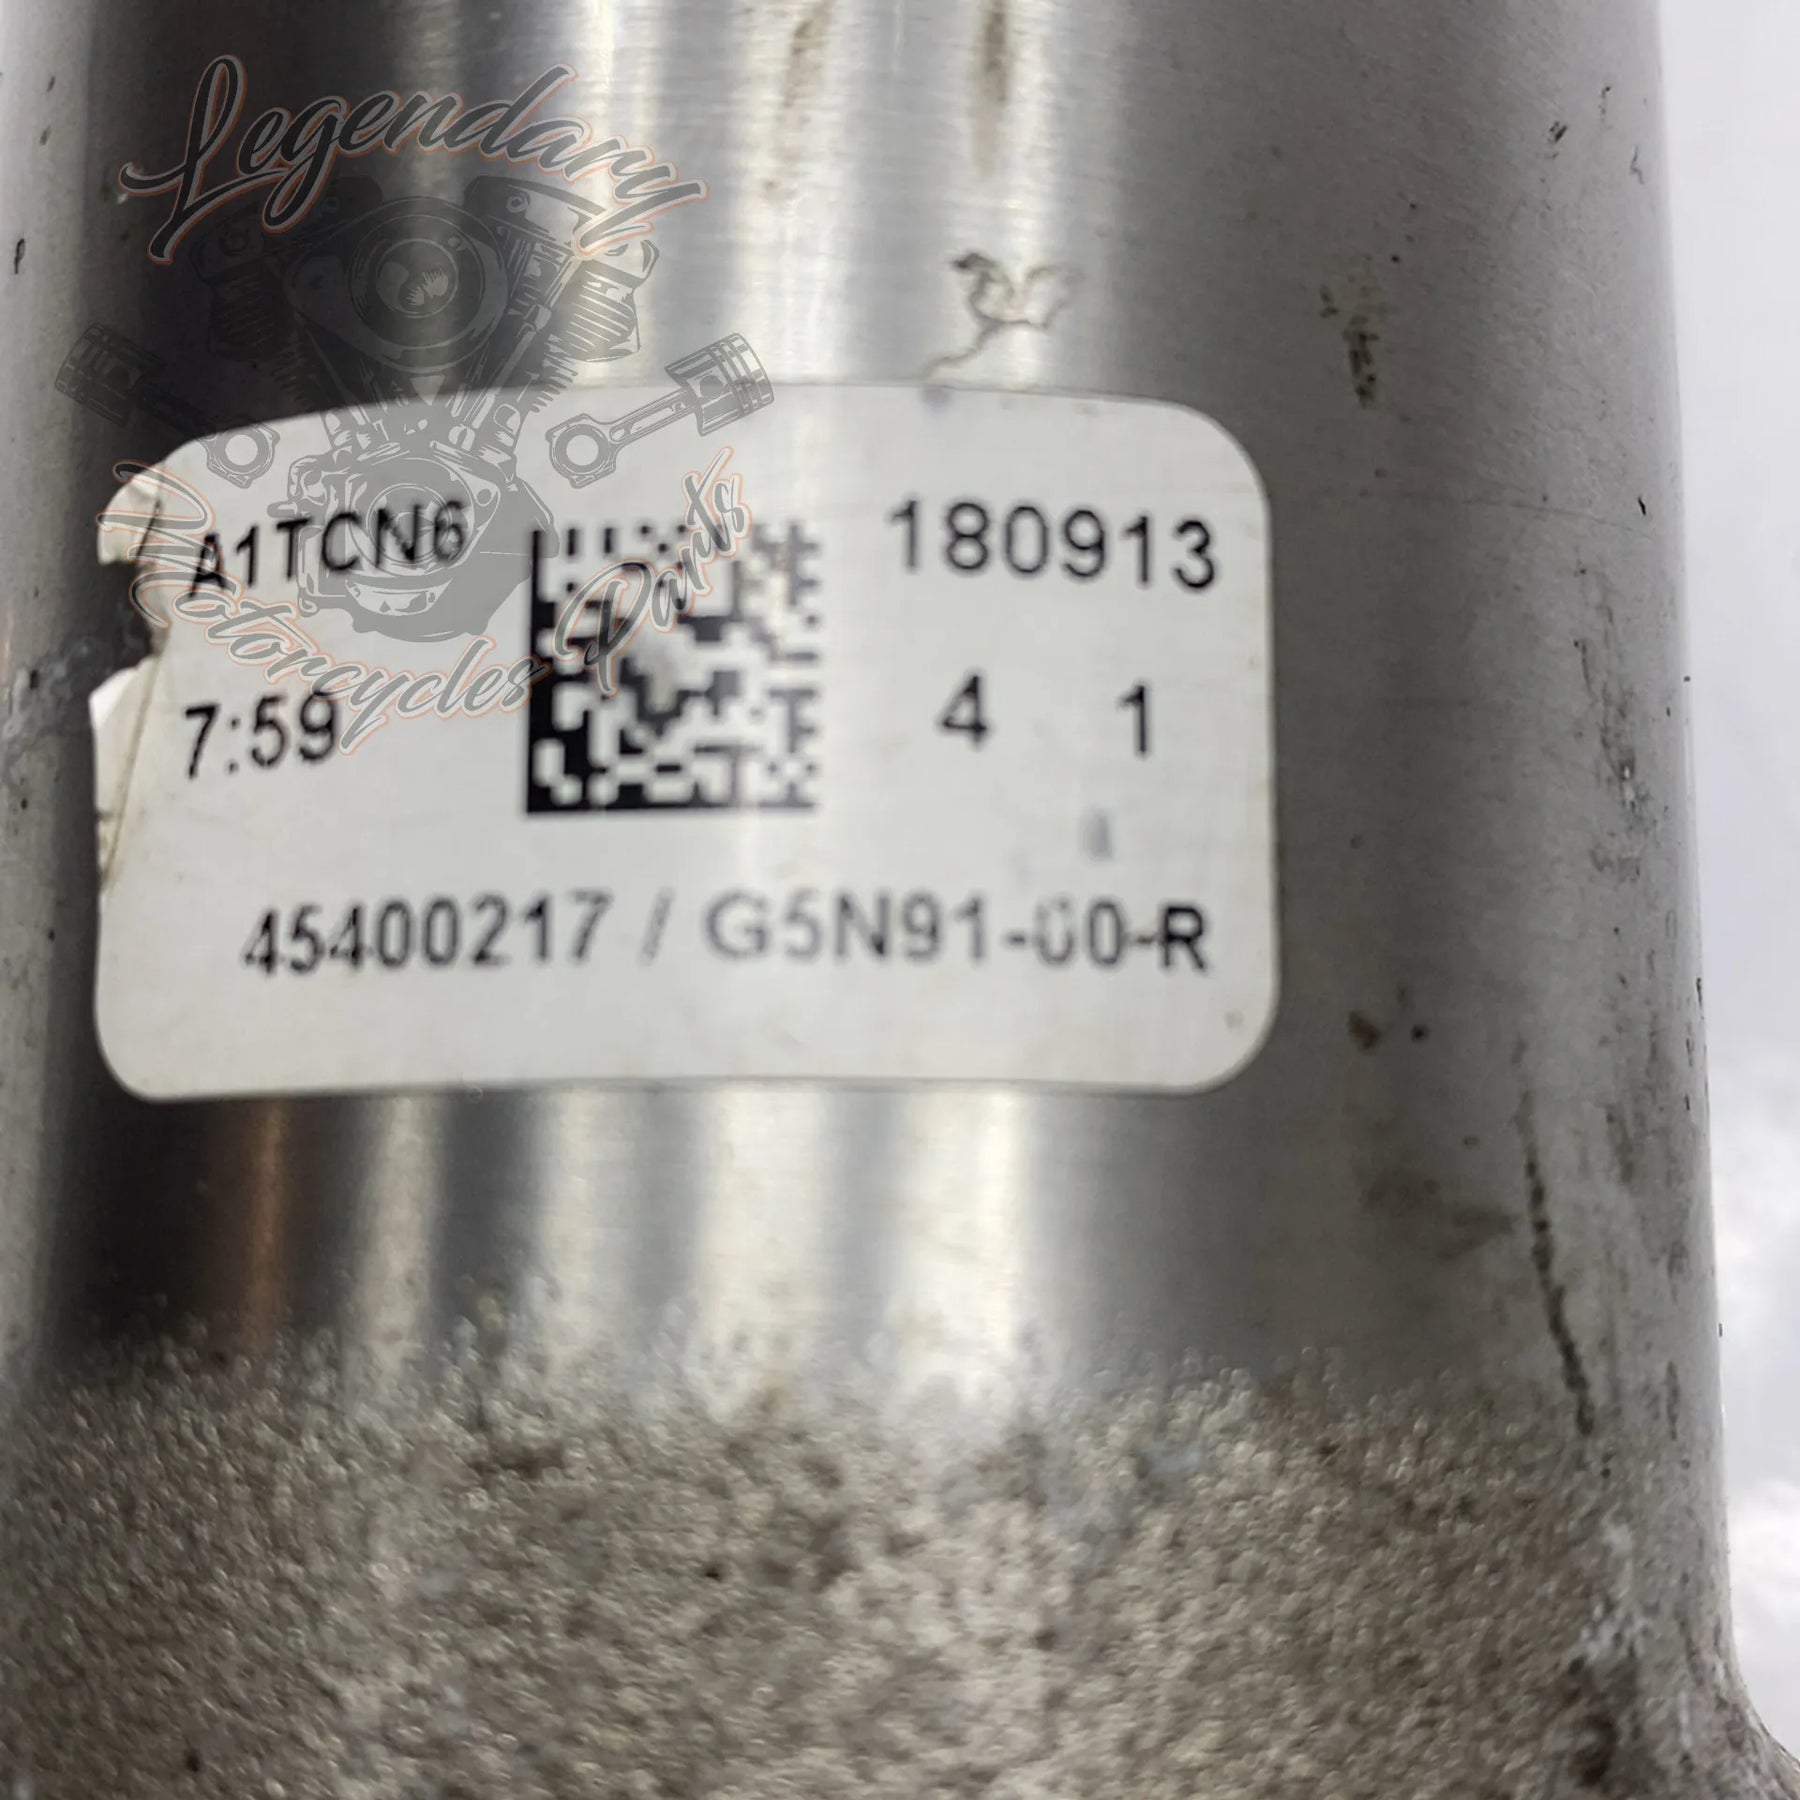 Legendary
Motorcycles Parts
A1TCN6 180913
7:59 4 1
45400217 / G5N91-00-R